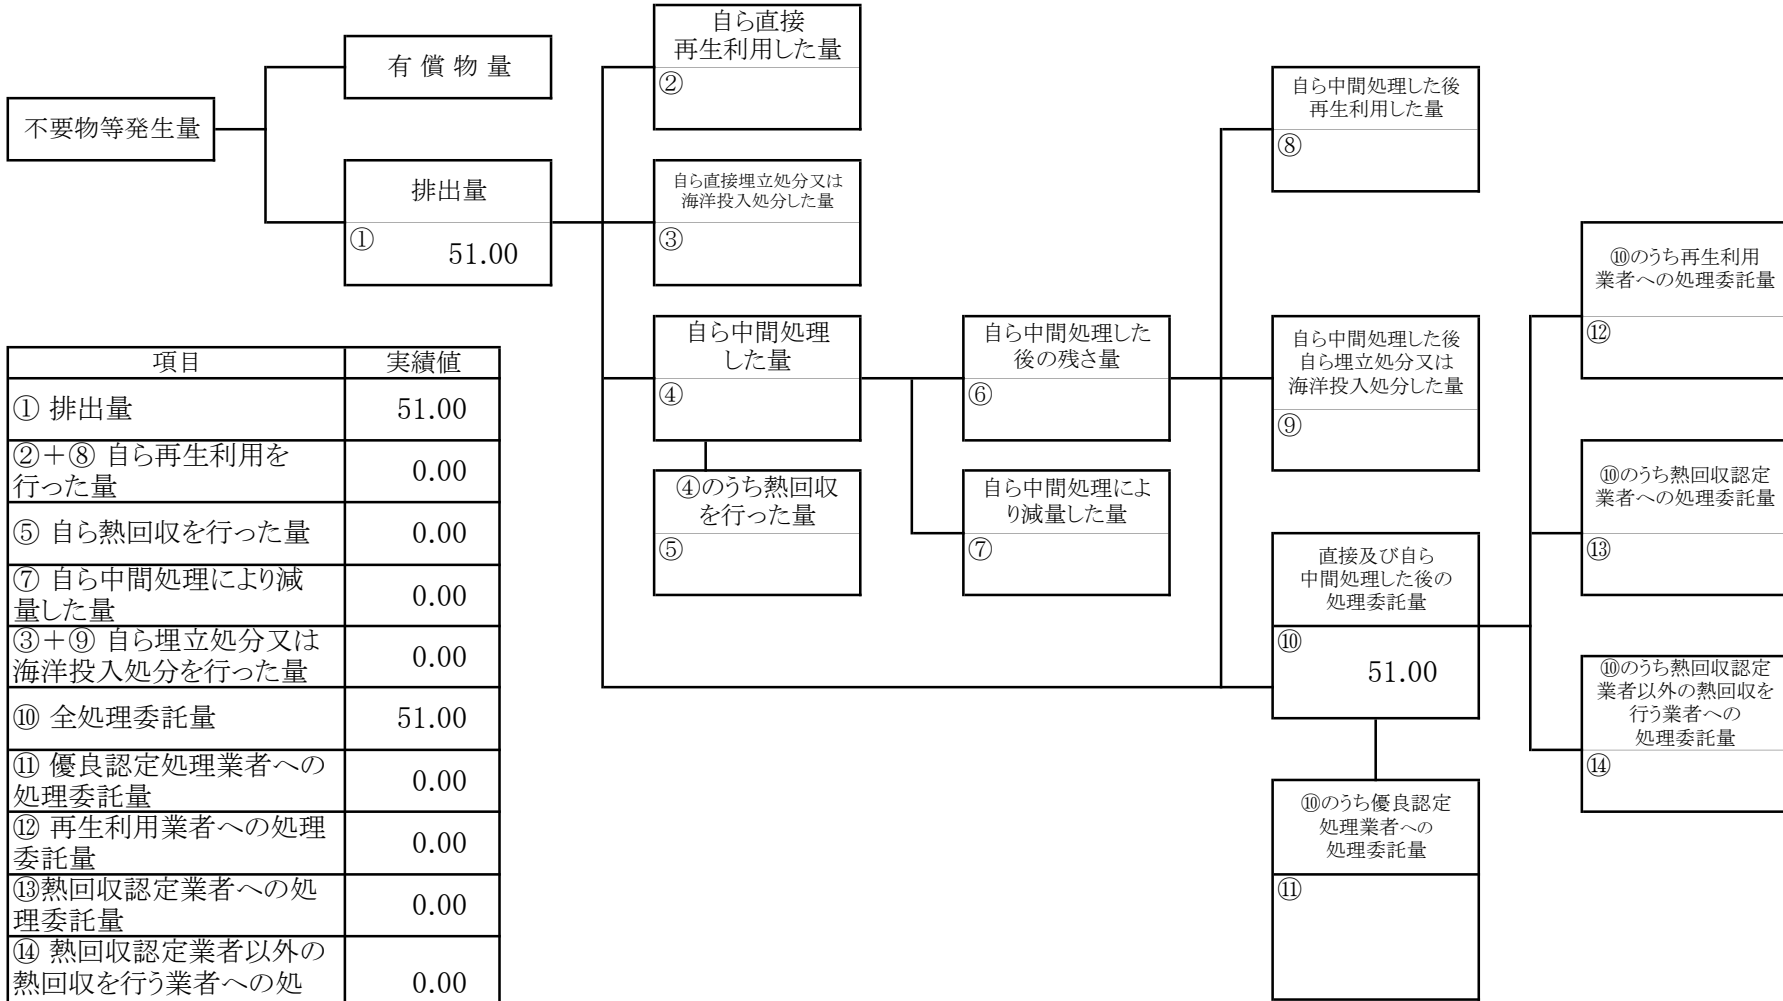 不要物等発生量
有償物量
排出量
①
51.00
自ら直接
再生利用した量
②
自ら直接埋立処分又は
海洋投入処分した量
③
自ら中間処理
した量
④
④のうち熱回収
を行った量
⑤
自ら中間処理した
後の残さ量
⑥
自ら中間処理によ
り減量した量
⑦
自ら中間処理した後
再生利用した量
⑧
自ら中間処理した後
自ら埋立処分又は
海洋投入処分した量
⑨
直接及び自ら
中間処理した後の
処理委託量
⑩
51.00
⑩のうち優良認定
処理業者への
処理委託量
⑪
⑩のうち再生利用
業者への処理委託量
⑫
⑩のうち熱回収認定
業者への処理委託量
⑬
⑩のうち熱回収認定
業者以外の熱回収を
行う業者への
処理委託量
⑭
項目 実績値
① 排出量 51.00
②＋⑧ 自ら再生利用を
行った量 0.00
⑤ 自ら熱回収を行った量 0.00
⑦ 自ら中間処理により減
量した量 0.00
③＋⑨ 自ら埋立処分又は
海洋投入処分を行った量 0.00
⑩ 全処理委託量 51.00
⑪ 優良認定処理業者への
処理委託量 0.00
⑫ 再生利用業者への処理
委託量 0.00
⑬熱回収認定業者への処
理委託量 0.00
⑭ 熱回収認定業者以外の
熱回収を行う業者への処 0.00